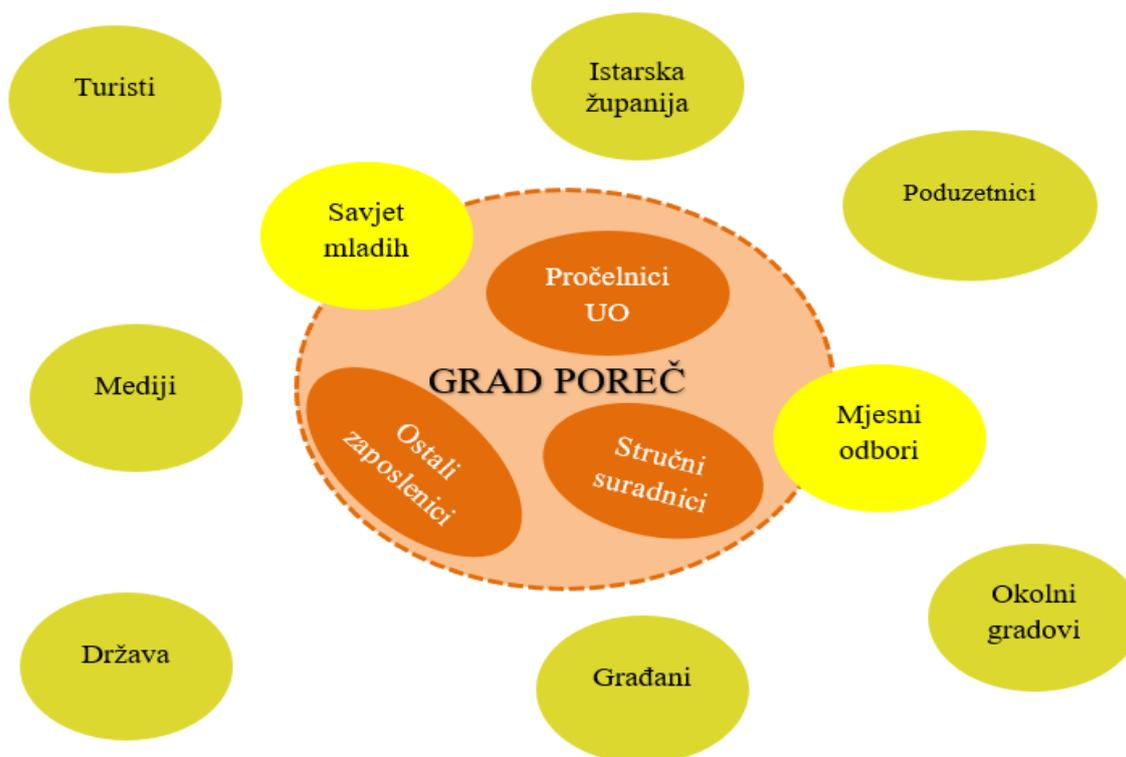 Turisti
Istarska
županija
Poduzetnici
Savjet
mladih
Pročelnici
UO
GRAD POREČ
Mediji
Ostali
zaposlenici
Stručni
suradnici
Mjesni
odbori
Okolni
gradovi
Država
Građani